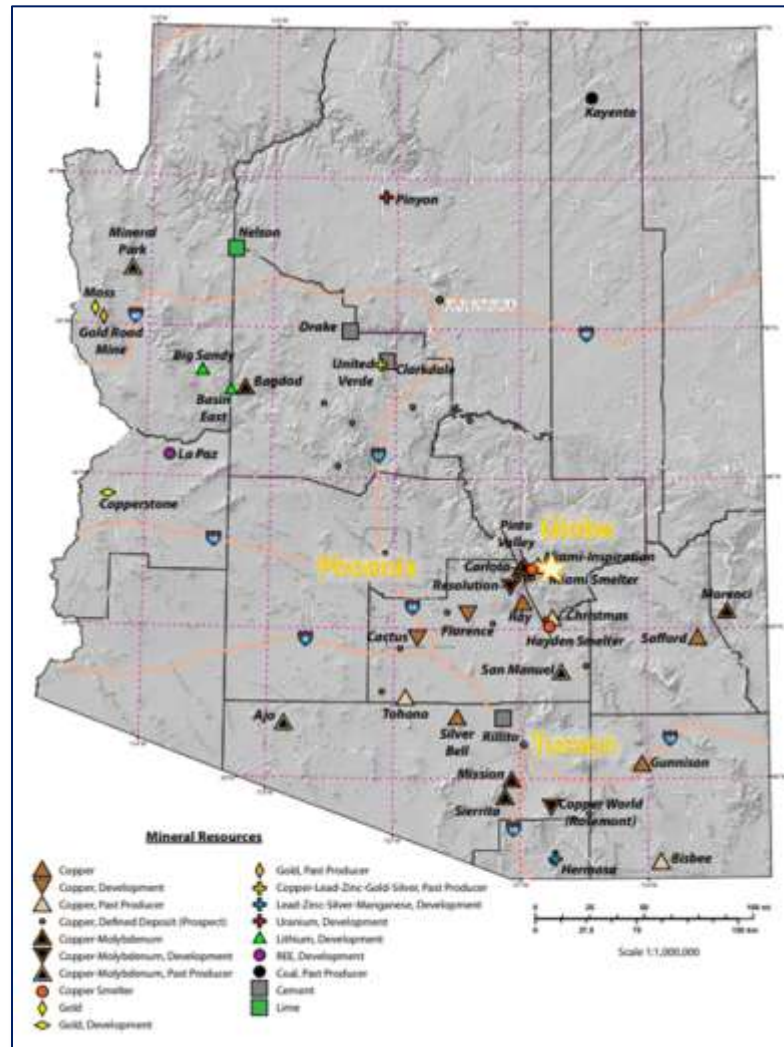 Kayenta
Pinyon
Mineral
Park
Nelson
Moss
Gold Road
Mine
Drake
Big Sandy
United
Verde
Clarkdale
Basin
East
Bagdad
La Paz
Copperstone
Pinto
Valley
Globe
Phoenix
Carlota
Miami-Inspiration
Miami Smelter
Resolution
Morenci
Ray
Christmas
Florence
Cactus
Hayden Smelter
Safford
San Manuel
Ajo
Tohono
Silver
Bell
Rillito
Tucson
Gunnison
Mission
Sierrita
Copper World
(Rosemont)
Hermosa
Bisbee
Mineral Resources
Copper
Copper, Development
Copper, Past Producer
Copper, Defined Deposit (Prospect)
Copper-Molybdenum
Copper-Molybdenum, Development
Copper-Molybdenum, Past Producer
Copper Smelter
Gold
Gold, Development
Gold, Past Producer
Copper-Lead-Zinc-Gold-Silver, Past Producer
Lead-Zinc-Silver-Manganese, Development
Uranium, Development
Lithium, Development
REE, Development
Coal, Past Producer
Cement
Lime
Scale 1:1,000,000